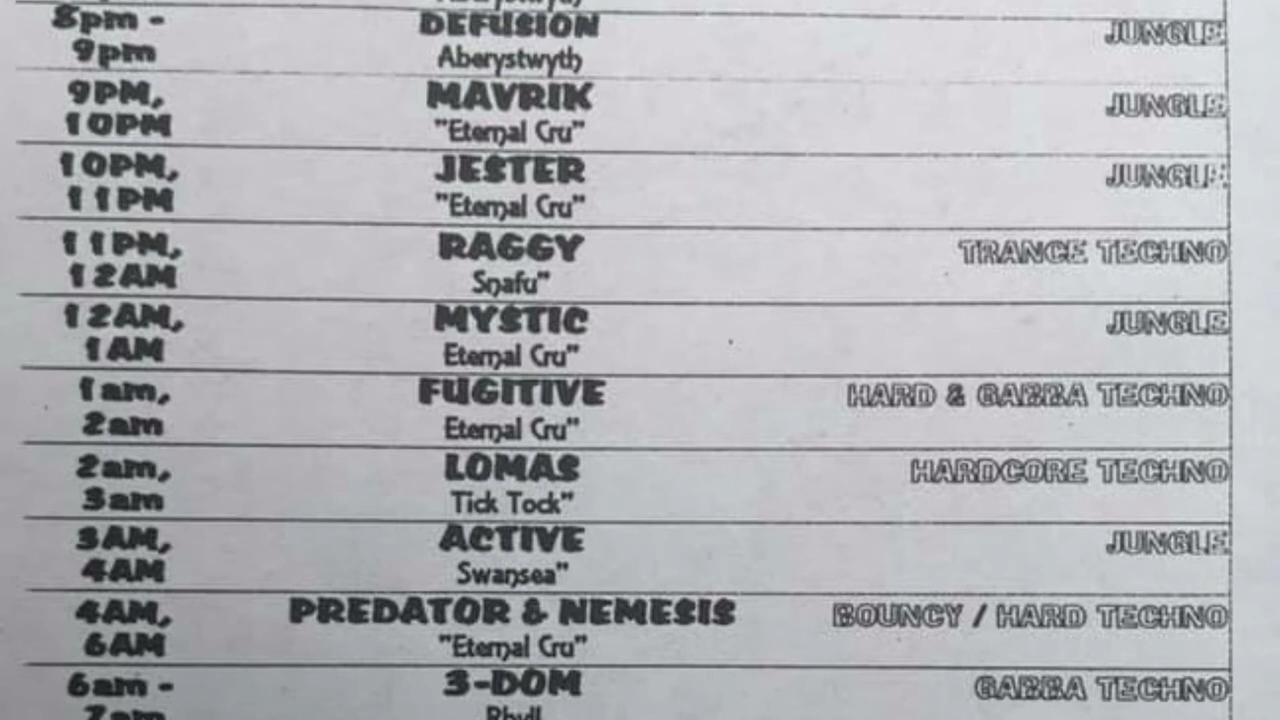 8pm - DEFUSION JUNGLE
9pm Aberystwyth
9PM, MAVRIK JUNGLE
10PM "Eternal Cru"
10PM, JESTER JUNGLE
11PM "Eternal Cru"
11PM, RAGGY TRANCE TECHNO
12AM Snafu"
12AM, MYSTIC JUNGLE
1AM Eternal Cru"
1am, FUGITIVE HARD & GABBA TECHNO
2am Eternal Cru"
2am, LOMAS HARDCORE TECHNO
3am Tick Tock"
3AM, ACTIVE JUNGLE
4AM Swansea"
4AM, PREDATOR & NEMESIS BOUNCY / HARD TECHNO
6AM "Eternal Cru"
6am - 3-DOM GABBA TECHNO
7am Rhyl